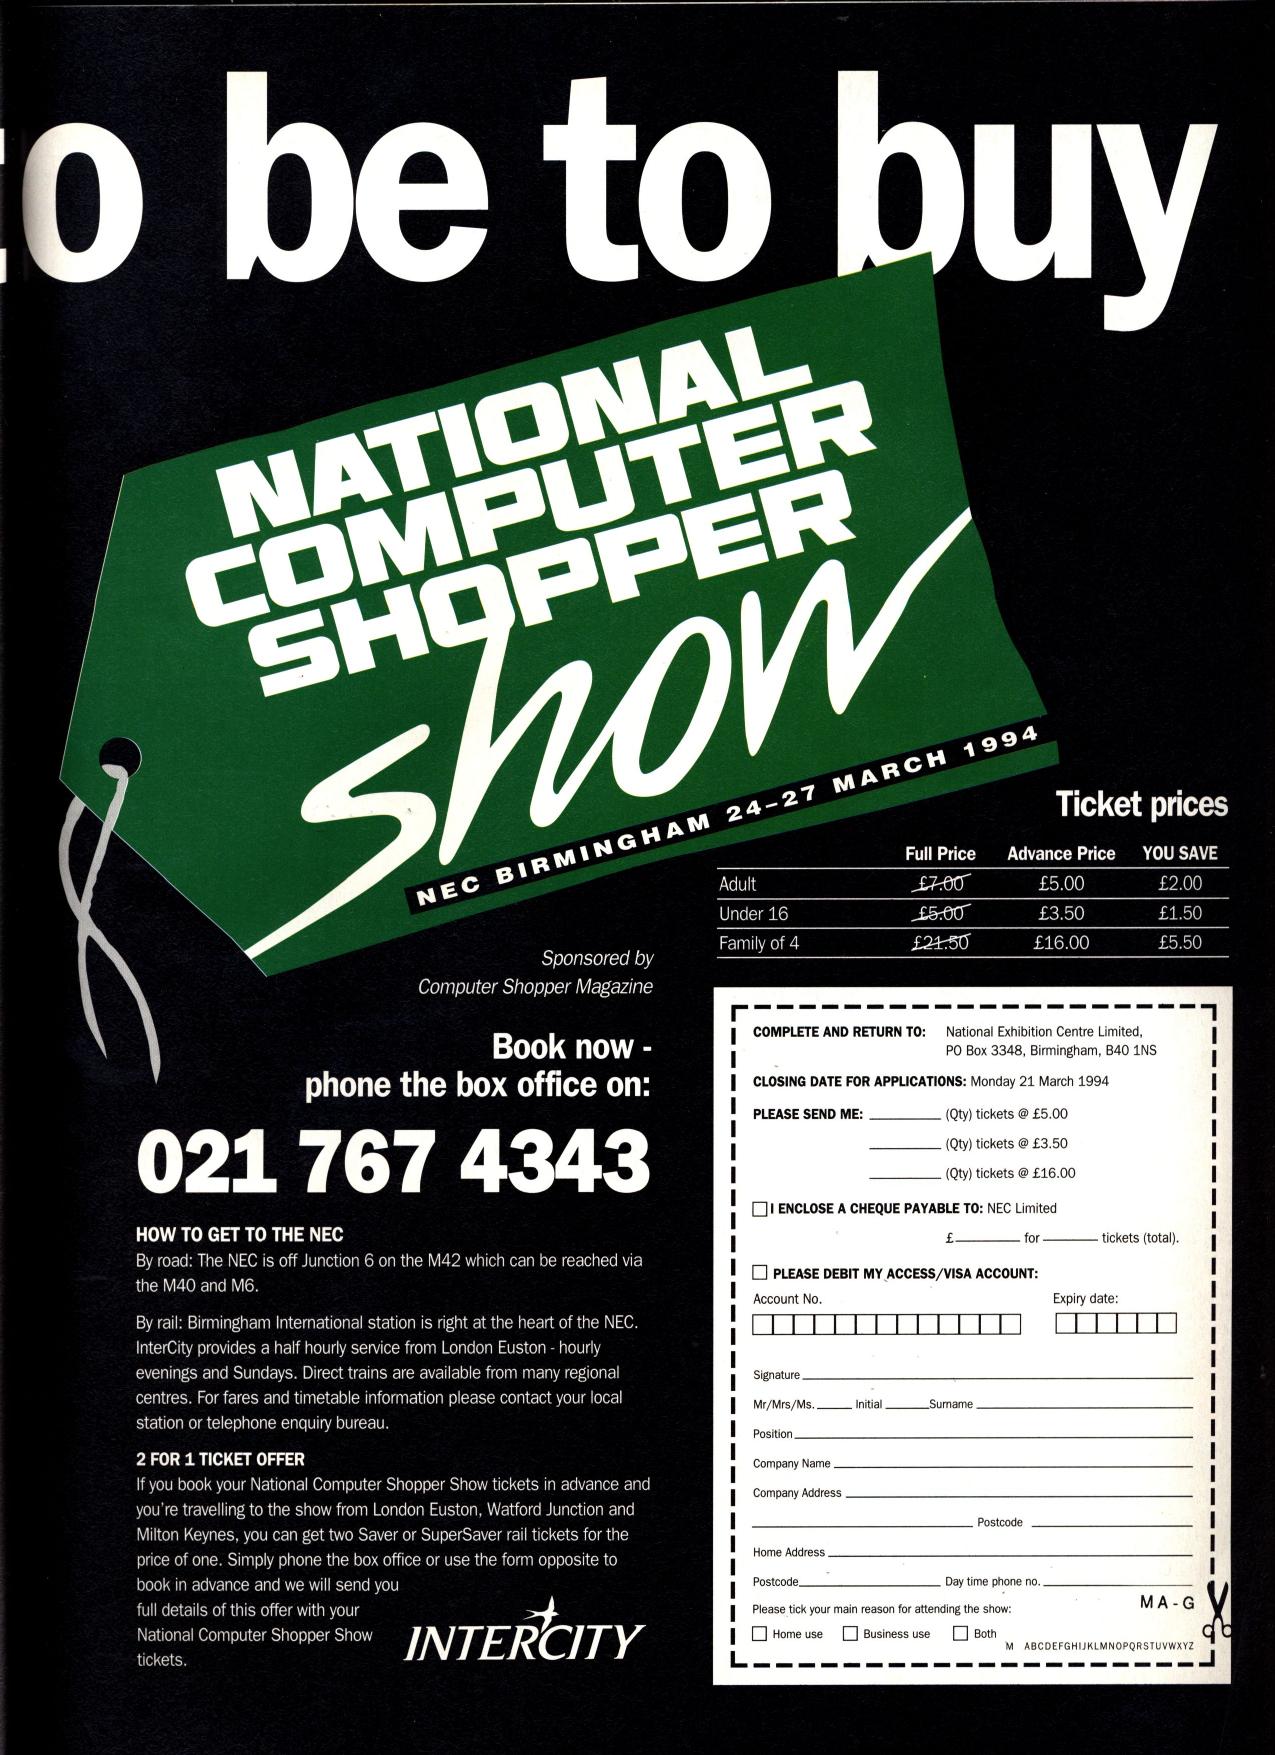 to be to buy
NATIONAL
COMPUTER
SHOPPER
show
NEC BIRMINGHAM 24-27 MARCH 1994
Sponsored by
Computer Shopper Magazine
Book now -
phone the box office on:
021 767 4343
HOW TO GET TO THE NEC
By road: The NEC is off Junction 6 on the M42 which can be reached via
the M40 and M6.
By rail: Birmingham International station is right at the heart of the NEC.
InterCity provides a half hourly service from London Euston - hourly
evenings and Sundays. Direct trains are available from many regional
centres. For fares and timetable information please contact your local
station or telephone enquiry bureau.
2 FOR 1 TICKET OFFER
If you book your National Computer Shopper Show tickets in advance and
you're travelling to the show from London Euston, Watford Junction and
Milton Keynes, you can get two Saver or SuperSaver rail tickets for the
price of one. Simply phone the box office or use the form opposite to
book in advance and we will send you
full details of this offer with your
National Computer Shopper Show
tickets.
INTERCITY
Ticket prices
Full Price Advance Price YOU SAVE
Adult £7.00 £5.00 £2.00
Under 16 £5.00 £3.50 £1.50
Family of 4 £21.50 £16.00 £5.50
COMPLETE AND RETURN TO: National Exhibition Centre Limited,
PO Box 3348, Birmingham, B40 1NS
CLOSING DATE FOR APPLICATIONS: Monday 21 March 1994
PLEASE SEND ME: ________ (Qty) tickets @ £5.00
________ (Qty) tickets @ £3.50
________ (Qty) tickets @ £16.00
I ENCLOSE A CHEQUE PAYABLE TO: NEC Limited
£________ for ________ tickets (total).
PLEASE DEBIT MY ACCESS/VISA ACCOUNT:
Account No. Expiry date:
Signature
Mr/Mrs/Ms. ____ Initial ____ Surname
Position
Company Name
Company Address
Postcode
Home Address
Postcode ________ Day time phone no.
Please tick your main reason for attending the show:
MA-G
Home use Business use Both
M ABCDEFGHIJKLMNOPQRSTUVWXYZ